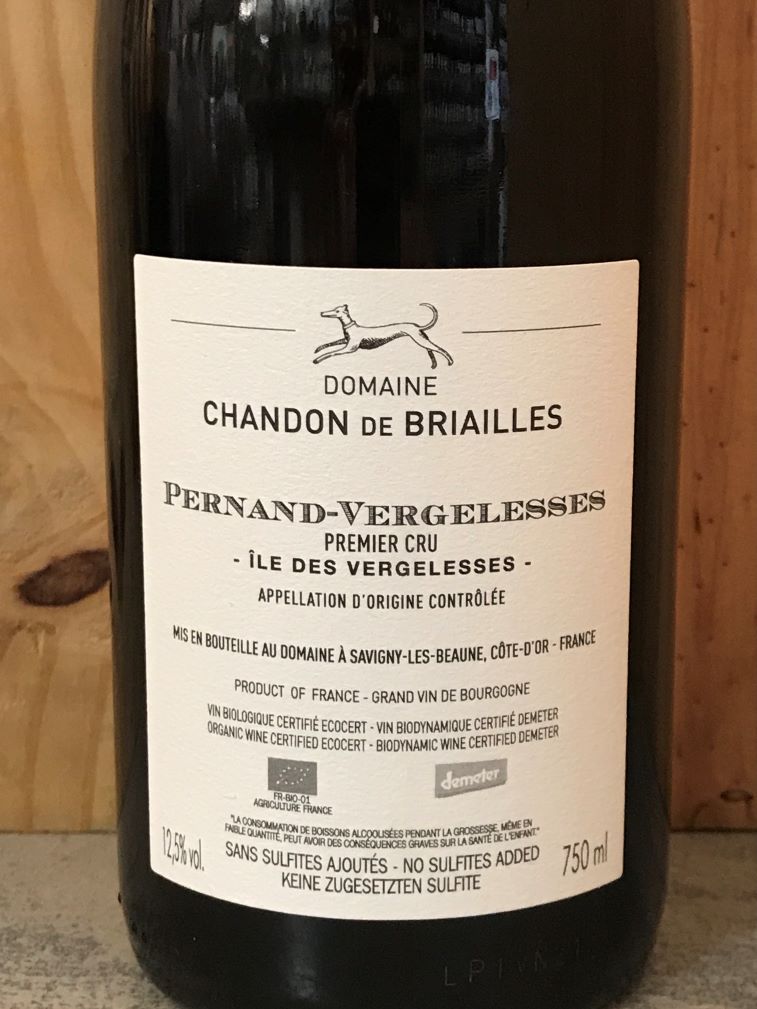 DOMAINE
CHANDON DE BRIAILLES
PERNAND-VERGELESSES
PREMIER CRU
- ÎLE DES VERGELESSES -
APPELLATION D'ORIGINE CONTRÔLÉE
MIS EN BOUTEILLE AU DOMAINE À SAVIGNY-LES-BEAUNE, CÔTE-D'OR - FRANCE
PRODUCT OF FRANCE - GRAND VIN DE BOURGOGNE
VIN BIOLOGIQUE CERTIFIÉ ECOCERT - VIN BIODYNAMIQUE CERTIFIÉ DEMETER
ORGANIC WINE CERTIFIED ECOCERT - BIODYNAMIC WINE CERTIFIED DEMETER
demeter
FR-BIO-01
AGRICULTURE FRANCE
"LA CONSOMMATION DE BOISSONS ALCOOLISÉES PENDANT LA GROSSESSE, MÊME EN
FAIBLE QUANTITÉ, PEUT AVOIR DES CONSÉQUENCES GRAVES SUR LA SANTÉ DE L'ENFANT."
12,5% vol.
SANS SULFITES AJOUTÉS - NO SULFITES ADDED
750 ml
KEINE ZUGESETZTEN SULFITE